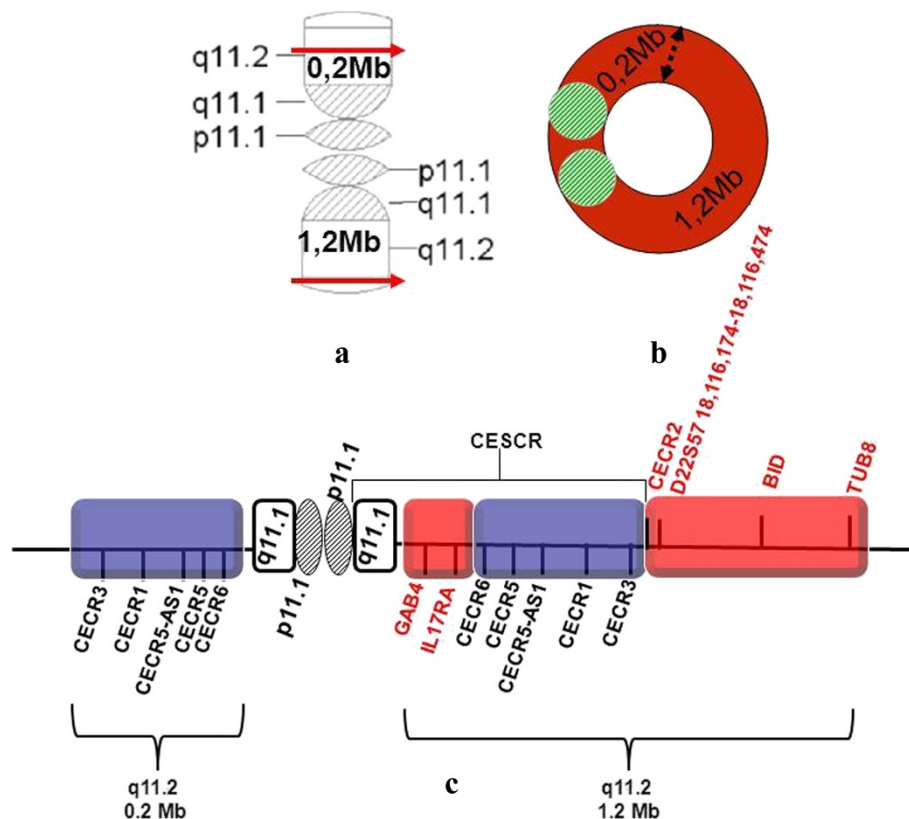 q11.2
0,2Mb
q11.1
p11.1
p11.1
q11.1
1,2Mb
q11.2
a
0,2Mb
1,2Mb
b
CESCR
CECR2
D22S57 18,116,174-18,116,474
BID
TUB8
q11.1
p11.1
p11.1
q11.1
CECR3
CECR1
CECR5-AS1
CECR5
CECR6
GAB4
IL17RA
CECR6
CECR5
CECR5-AS1
CECR1
CECR3
q11.2
0.2 Mb
c
q11.2
1.2 Mb